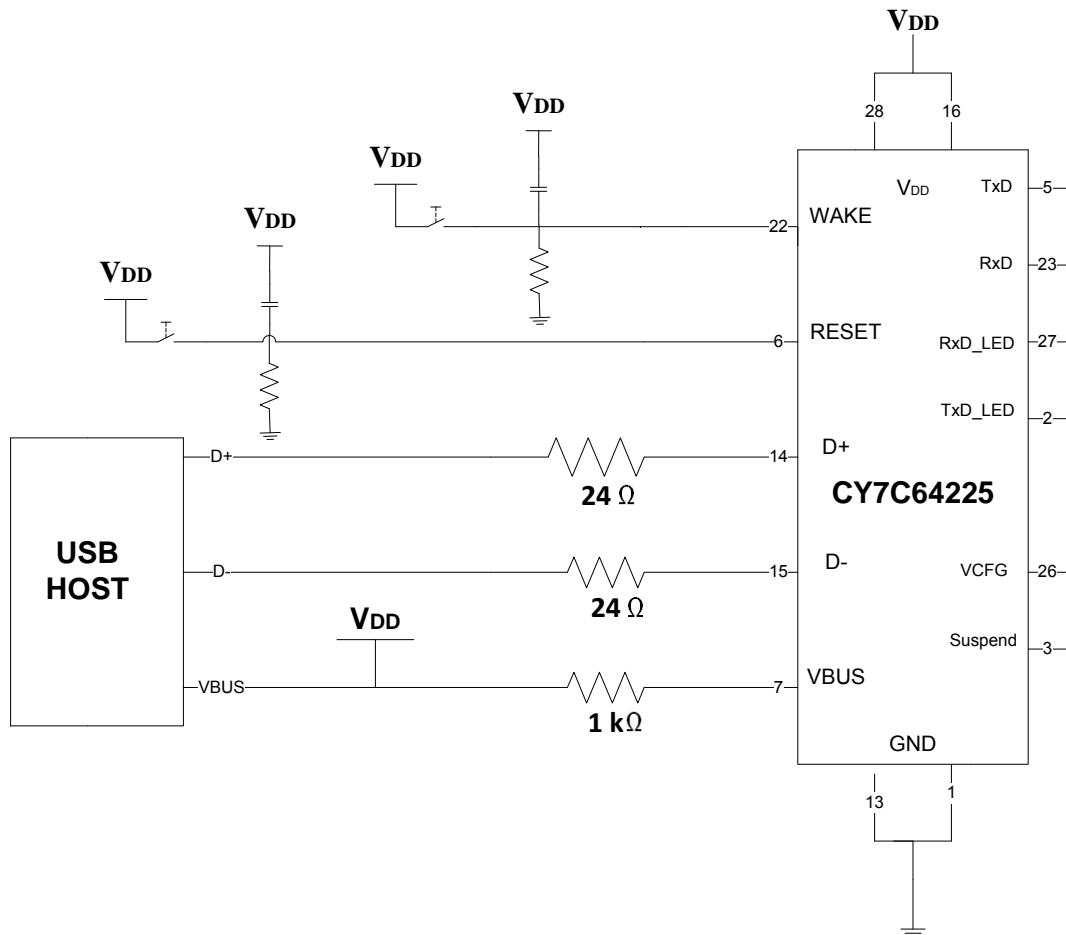 VDD
28
16
VDD
VDD
VDD
VDD
VDD
TxD
5
22
WAKE
RxD
23
6
RESET
RxD_LED
27
TxD_LED
2
D+
14
D+
24 Ω
CY7C64225
USB
HOST
D-
15
D-
24 Ω
VCFG
26
VDD
Suspend
3
VBUS
7
VBUS
1 kΩ
GND
13
1